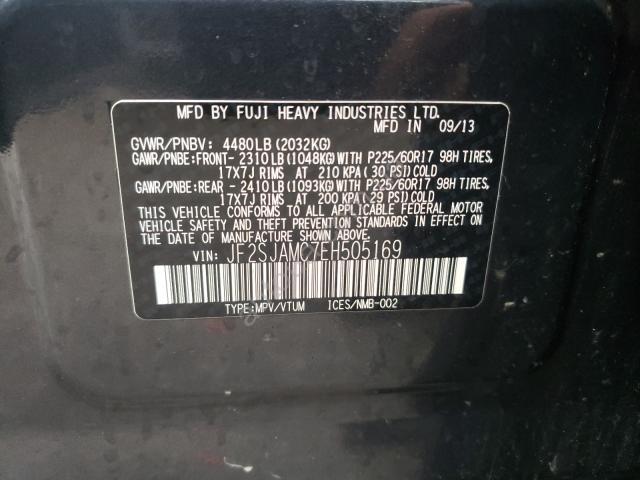 MFD BY FUJI HEAVY INDUSTRIES LTD.
MFD IN 09/13
GVWR/PNBV: 4480LB(2032KG)
GAWR/PNBE:FRONT- 2310LB(1048KG)WITH P225/60R17 98H TIRES,
17X7J RIMS AT 210 KPA(30 PSI)COLD
GAWR/PNBE:REAR - 2410LB(1093KG)WITH P225/60R17 98H TIRES,
17X7J RIMS AT 200 KPA(29 PSI)COLD
THIS VEHICLE CONFORMS TO ALL APPLICABLE FEDERAL MOTOR
VEHICLE SAFETY AND THEFT PREVENTION STANDARDS IN EFFECT ON
THE DATE OF MANUFACTURE SHOWN ABOVE.
VIN: JF2SJAMC7EH505169
TYPE:MPV/VTUM ICES/NMB-002